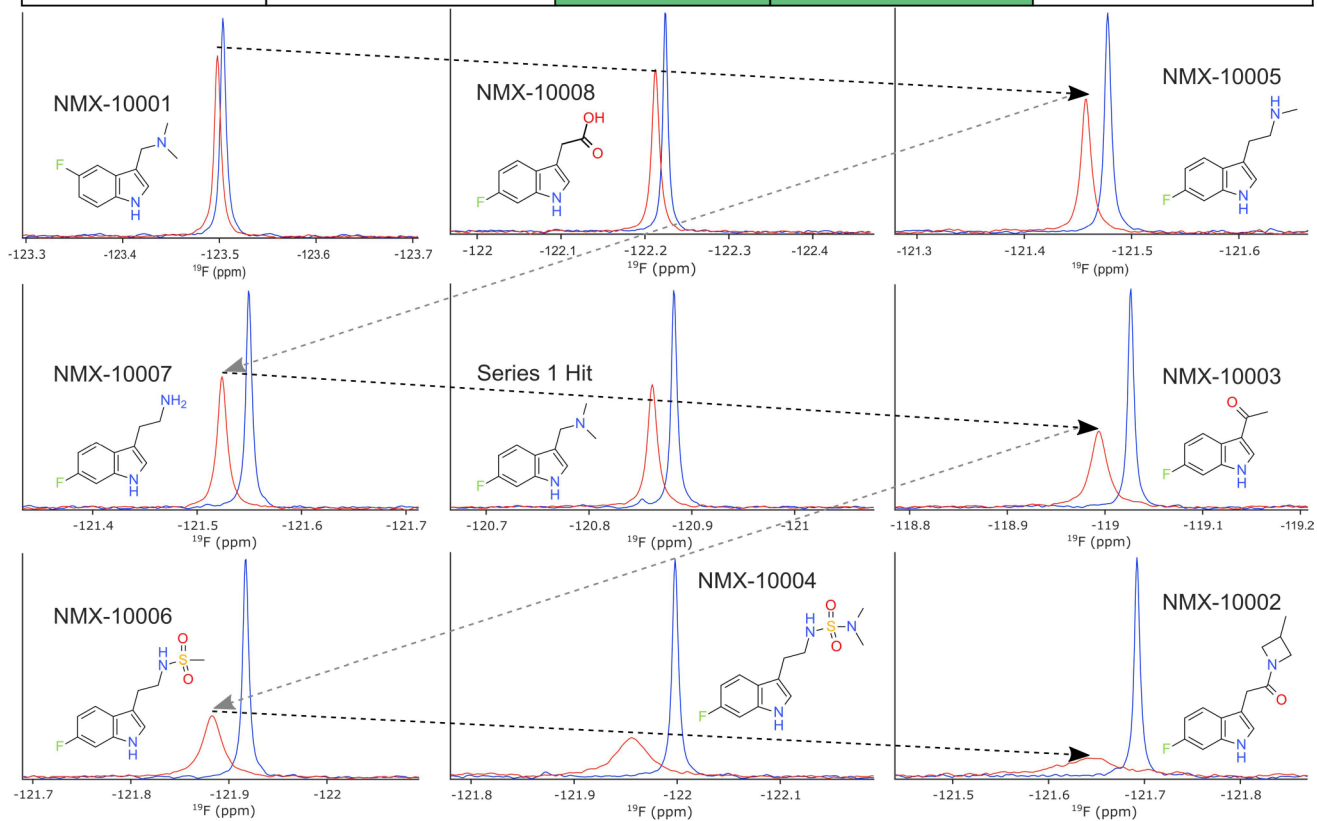 NMX-10001
F
N
N
H
-123.3 -123.4 -123.5 -123.6 -123.7
19F (ppm)
NMX-10008
OH
O
F
N
H
-122 -122.1 -122.2 -122.3 -122.4
19F (ppm)
NMX-10005
H
N
F
N
H
-121.3 -121.4 -121.5 -121.6
19F (ppm)
NMX-10007
NH2
F
N
H
-121.4 -121.5 -121.6 -121.7
19F (ppm)
Series 1 Hit
N
F
N
H
-120.7 -120.8 -120.9 -121
19F (ppm)
NMX-10003
O
F
N
H
-118.8 -118.9 -119 -119.1 -119.2
19F (ppm)
NMX-10006
O
H
N
S
O
F
N
H
-121.7 -121.8 -121.9 -122
19F (ppm)
NMX-10004
O
H
N
S
N
O
F
N
H
-121.8 -121.9 -122 -122.1
19F (ppm)
NMX-10002
N
O
F
N
H
-121.5 -121.6 -121.7 -121.8
19F (ppm)